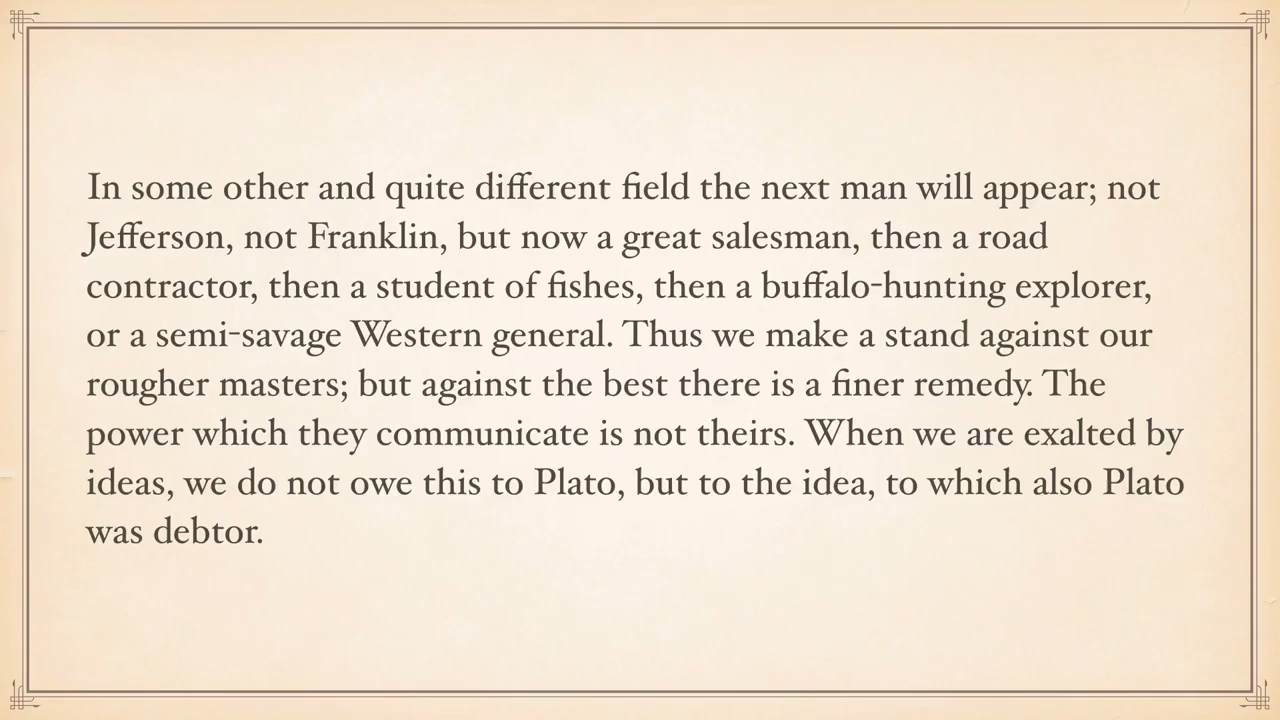 In some other and quite different field the next man will appear; not
Jefferson, not Franklin, but now a great salesman, then a road
contractor, then a student of fishes, then a buffalo-hunting explorer,
or a semi-savage Western general. Thus we make a stand against our
rougher masters; but against the best there is a finer remedy. The
power which they communicate is not theirs. When we are exalted by
ideas, we do not owe this to Plato, but to the idea, to which also Plato
was debtor.